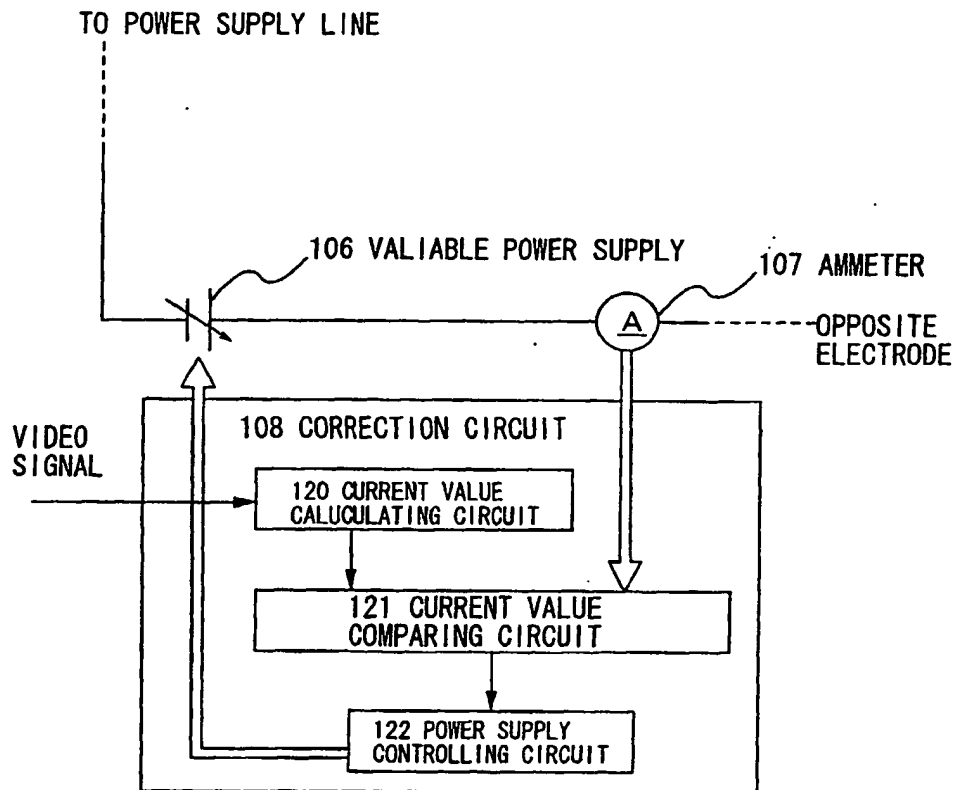 TO POWER SUPPLY LINE
106 VALIABLE POWER SUPPLY
107 AMMETER
A
OPPOSITE
ELECTRODE
108 CORRECTION CIRCUIT
VIDEO
SIGNAL
120 CURRENT VALUE
CALUCULATING CIRCUIT
121 CURRENT VALUE
COMPARING CIRCUIT
122 POWER SUPPLY
CONTROLLING CIRCUIT